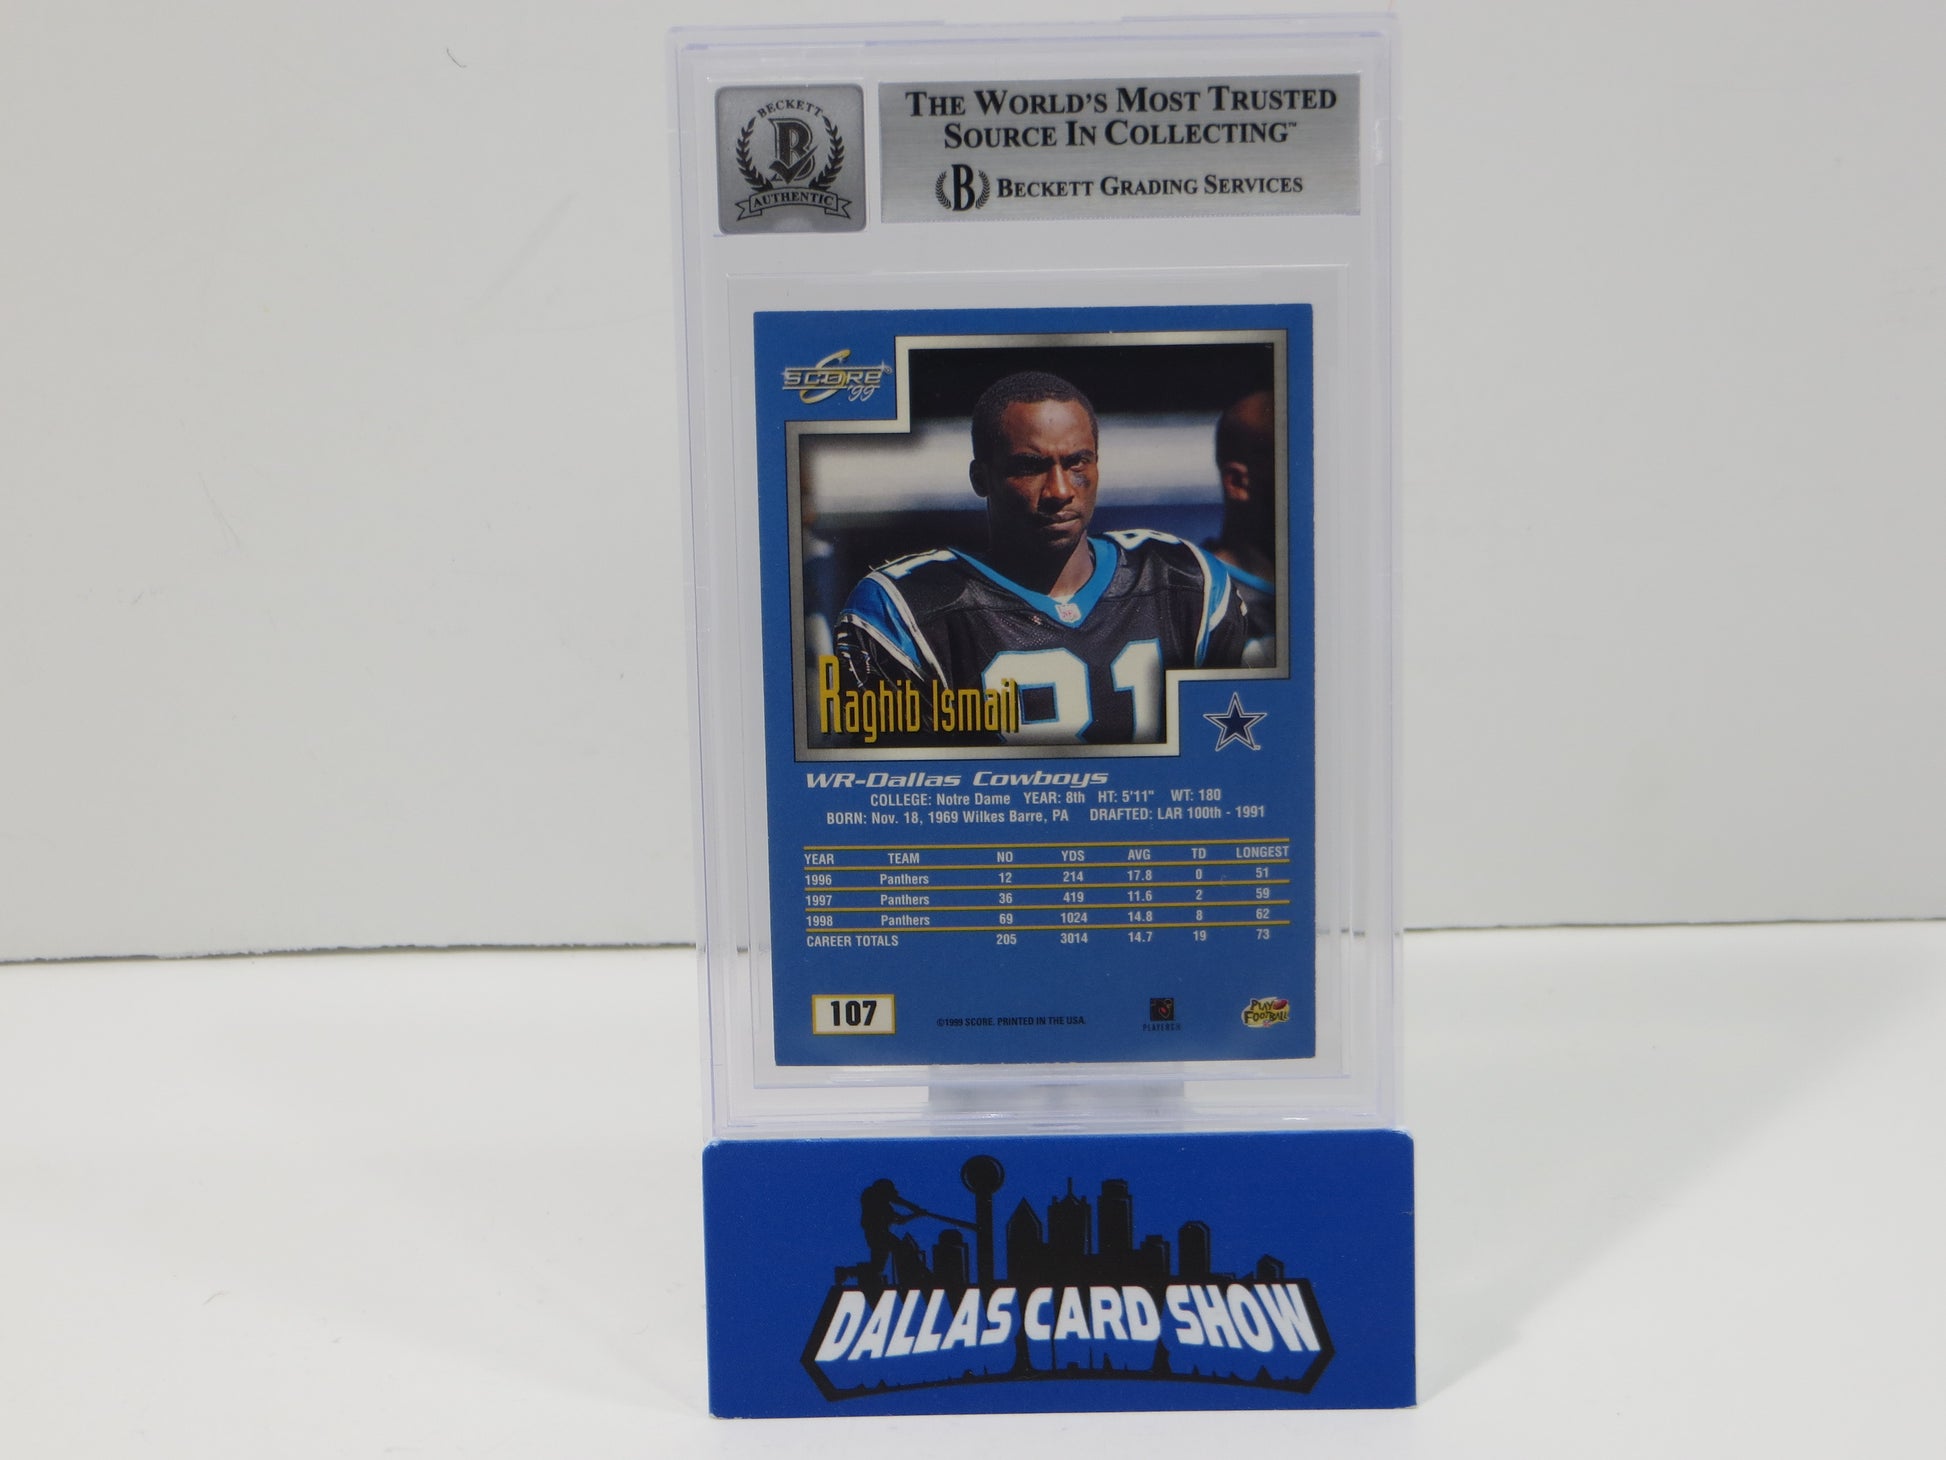 BECKETT
B
AUTHENTIC
THE WORLD'S MOST TRUSTED
SOURCE IN COLLECTING™
B BECKETT GRADING SERVICES
SCORE
'99
81
Raghib Ismail
WR-Dallas Cowboys
COLLEGE: Notre Dame YEAR: 8th HT: 5'11" WT: 180
BORN: Nov. 18, 1969 Wilkes Barre, PA DRAFTED: LAR 100th - 1991
YEAR TEAM NO YDS AVG TD LONGEST
1996 Panthers 12 214 17.8 0 51
1997 Panthers 36 419 11.6 2 59
1998 Panthers 69 1024 14.8 8 62
CAREER TOTALS 205 3014 14.7 19 73
107
©1999 SCORE. PRINTED IN THE USA.
PLAY
FOOTBALL
DALLAS CARD SHOW